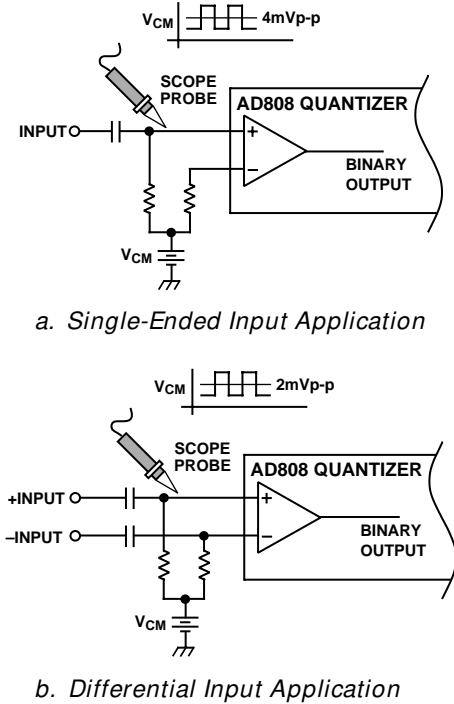 VCM
4mVp-p
SCOPE
PROBE
AD808 QUANTIZER
INPUT
+
−
BINARY
OUTPUT
VCM
a. Single-Ended Input Application
VCM
2mVp-p
SCOPE
PROBE
AD808 QUANTIZER
+INPUT
+
−INPUT
−
BINARY
OUTPUT
VCM
b. Differential Input Application